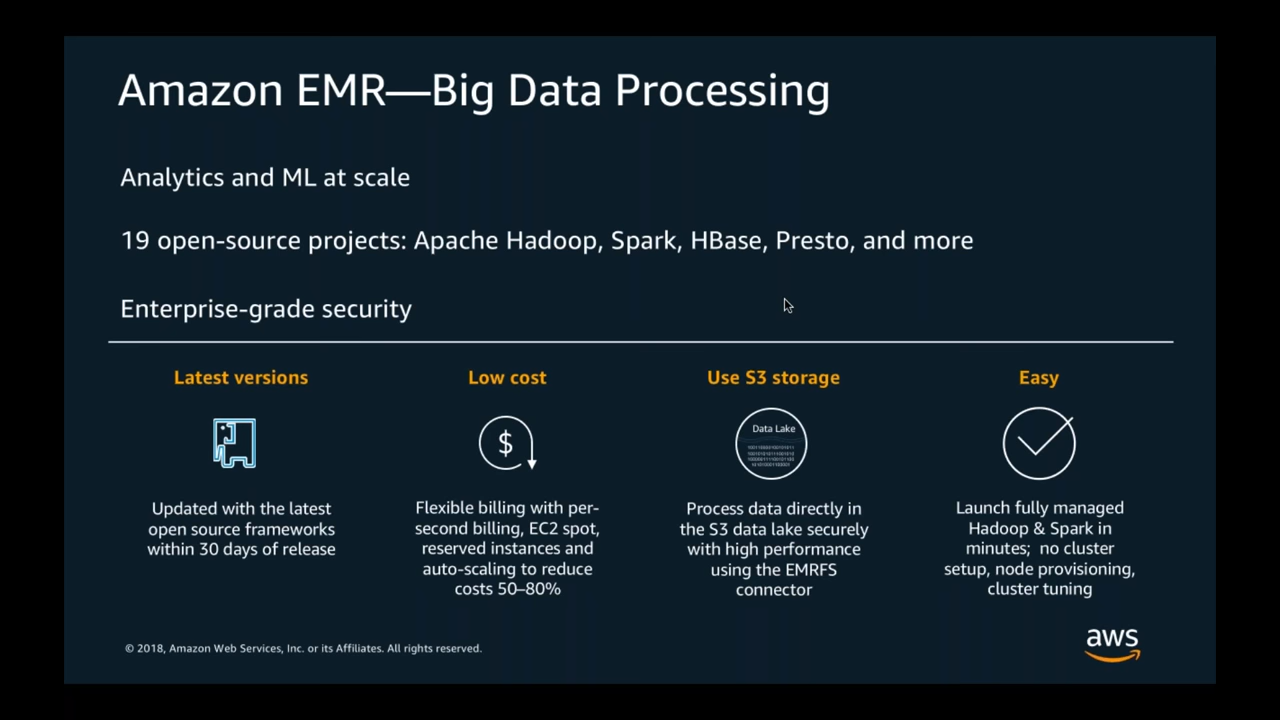 Amazon EMR—Big Data Processing
Analytics and ML at scale
19 open-source projects: Apache Hadoop, Spark, HBase, Presto, and more
Enterprise-grade security
Latest versions
Updated with the latest
open source frameworks
within 30 days of release
Low cost
$
Flexible billing with per-
second billing, EC2 spot,
reserved instances and
auto-scaling to reduce
costs 50–80%
Use S3 storage
Data Lake
Process data directly in
the S3 data lake securely
with high performance
using the EMRFS
connector
Easy
Launch fully managed
Hadoop & Spark in
minutes;  no cluster
setup, node provisioning,
cluster tuning
© 2018, Amazon Web Services, Inc. or its Affiliates. All rights reserved.
aws